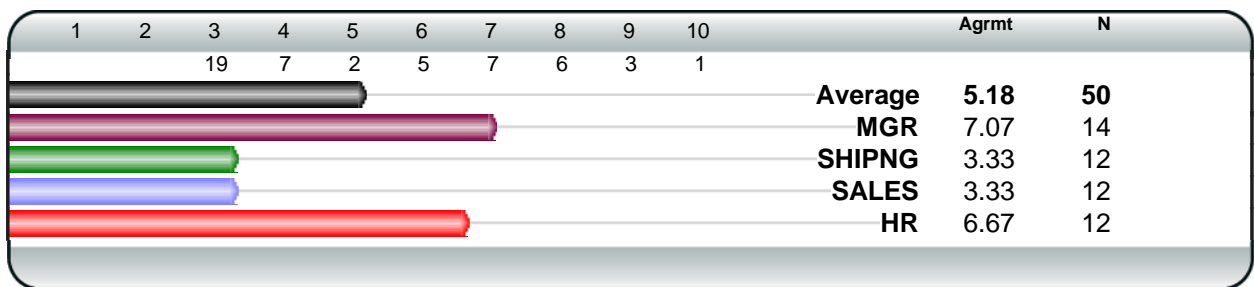 1 2 3 4 5 6 7 8 9 10 Agrmt N
19 7 2 5 7 6 3 1
Average 5.18 50
MGR 7.07 14
SHIPNG 3.33 12
SALES 3.33 12
HR 6.67 12